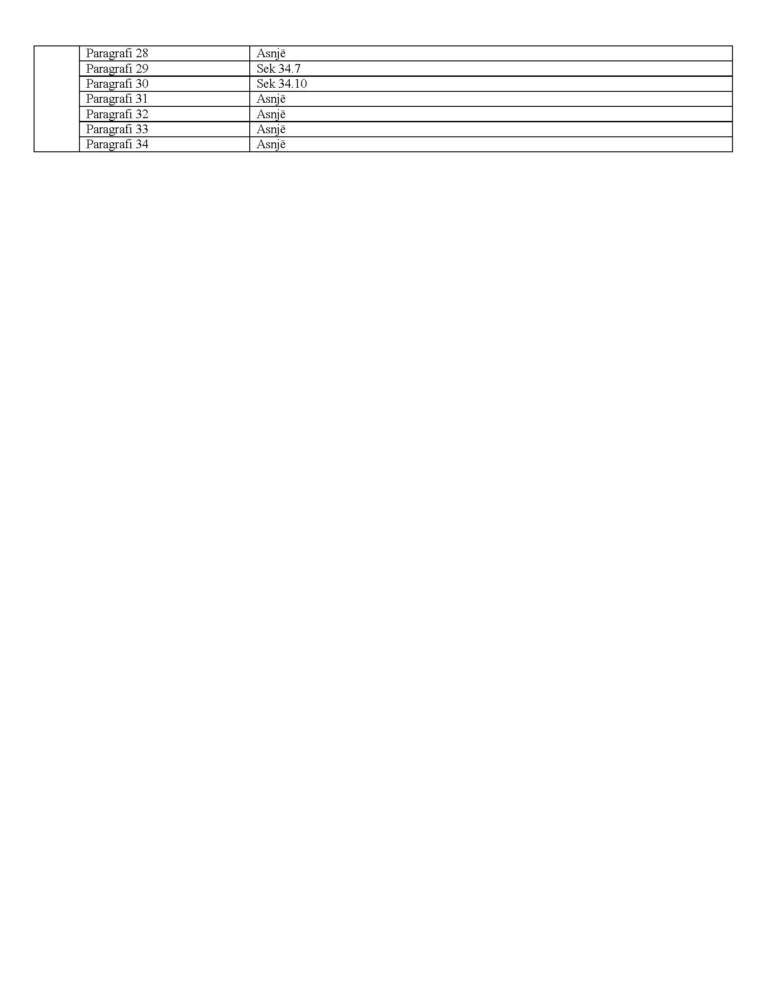 Paragrafi 28 Asnjë
Paragrafi 29 Sek 34.7
Paragrafi 30 Sek 34.10
Paragrafi 31 Asnjë
Paragrafi 32 Asnjë
Paragrafi 33 Asnjë
Paragrafi 34 Asnjë